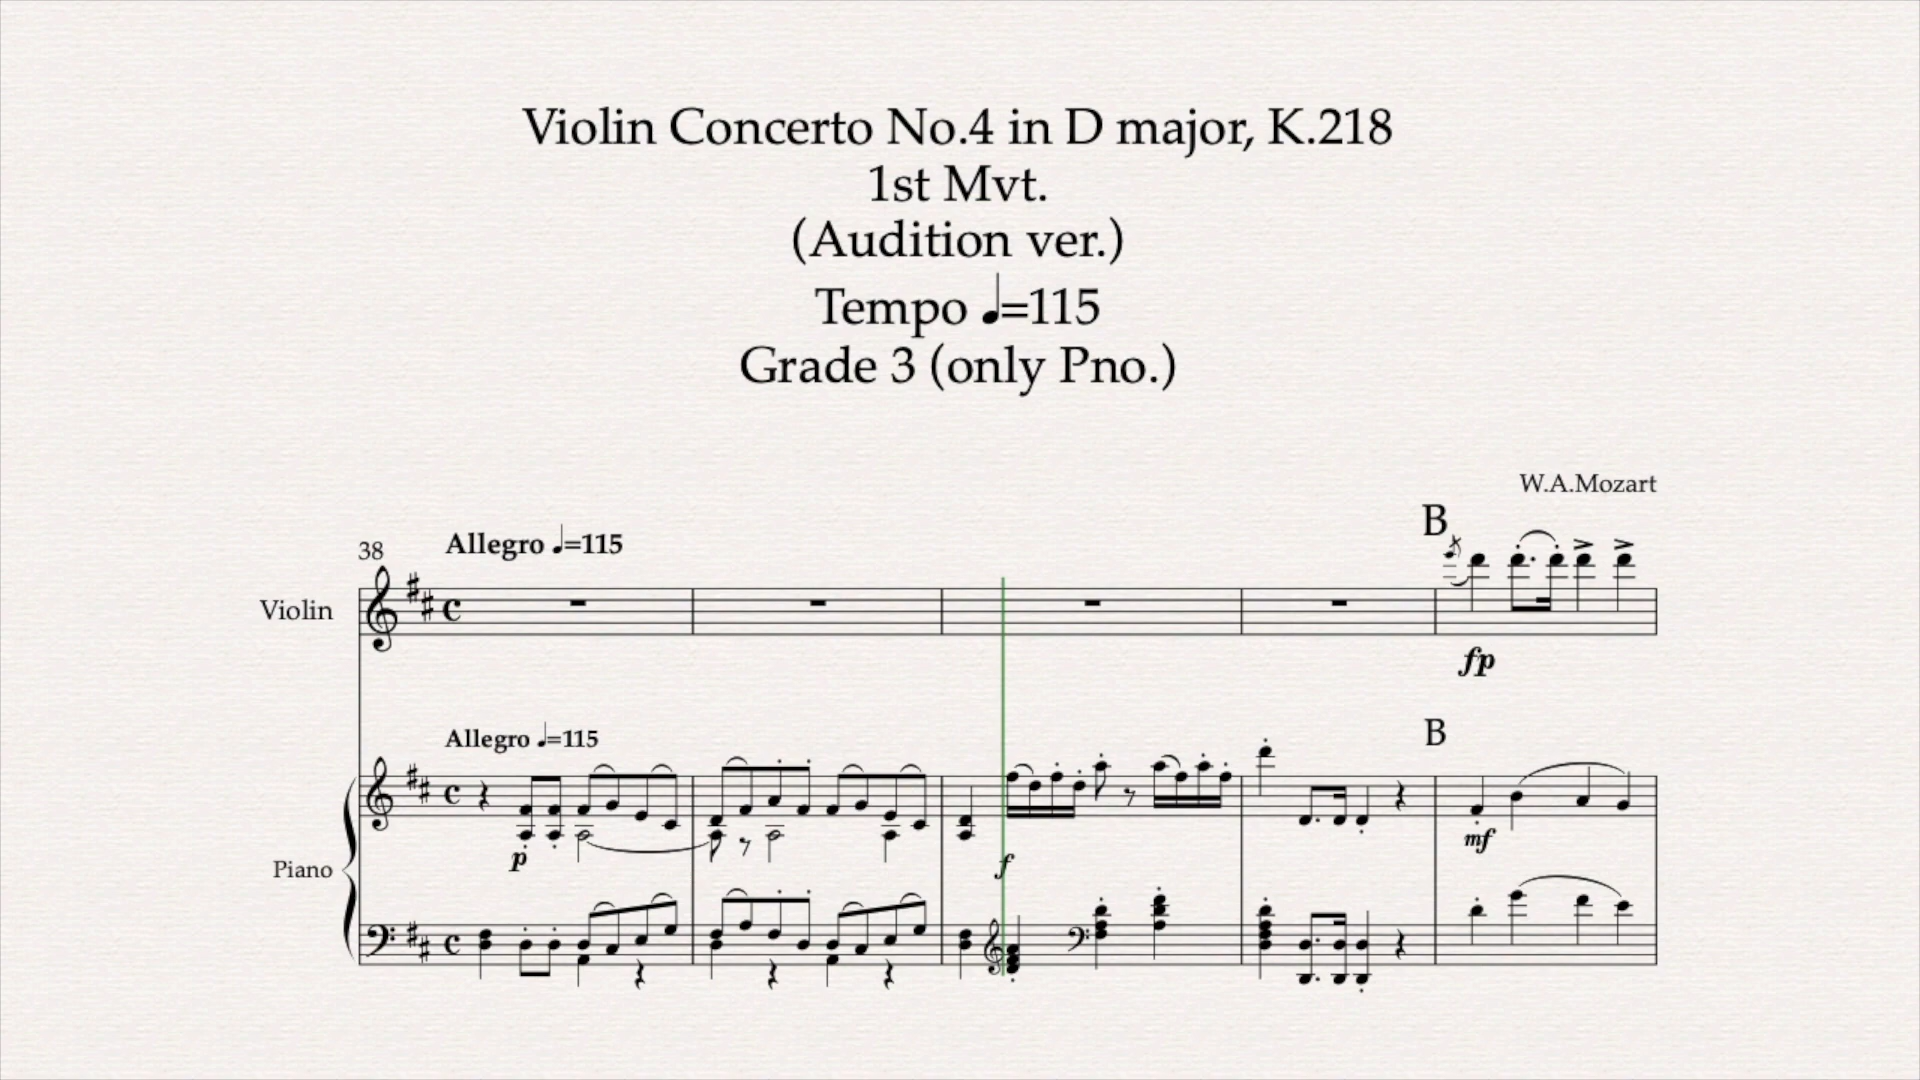 Violin Concerto No.4 in D major, K.218
1st Mvt.
(Audition ver.)
Tempo ♩=115
Grade 3 (only Pno.)
W.A.Mozart
B
38
Allegro ♩=115
Violin
fp
Allegro ♩=115
B
p
f
mf
Piano